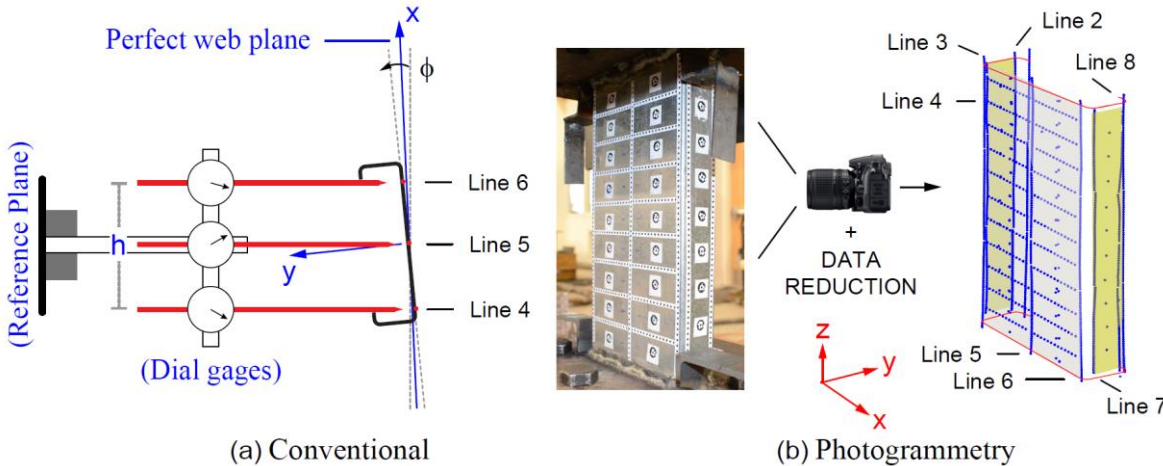 x
Perfect web plane
ϕ
(Reference Plane)
h
y
Line 6
Line 5
Line 4
(Dial gages)
(a) Conventional
+
DATA
REDUCTION
z
y
x
Line 2
Line 3
Line 8
Line 4
Line 5
Line 6
Line 7
(b) Photogrammetry